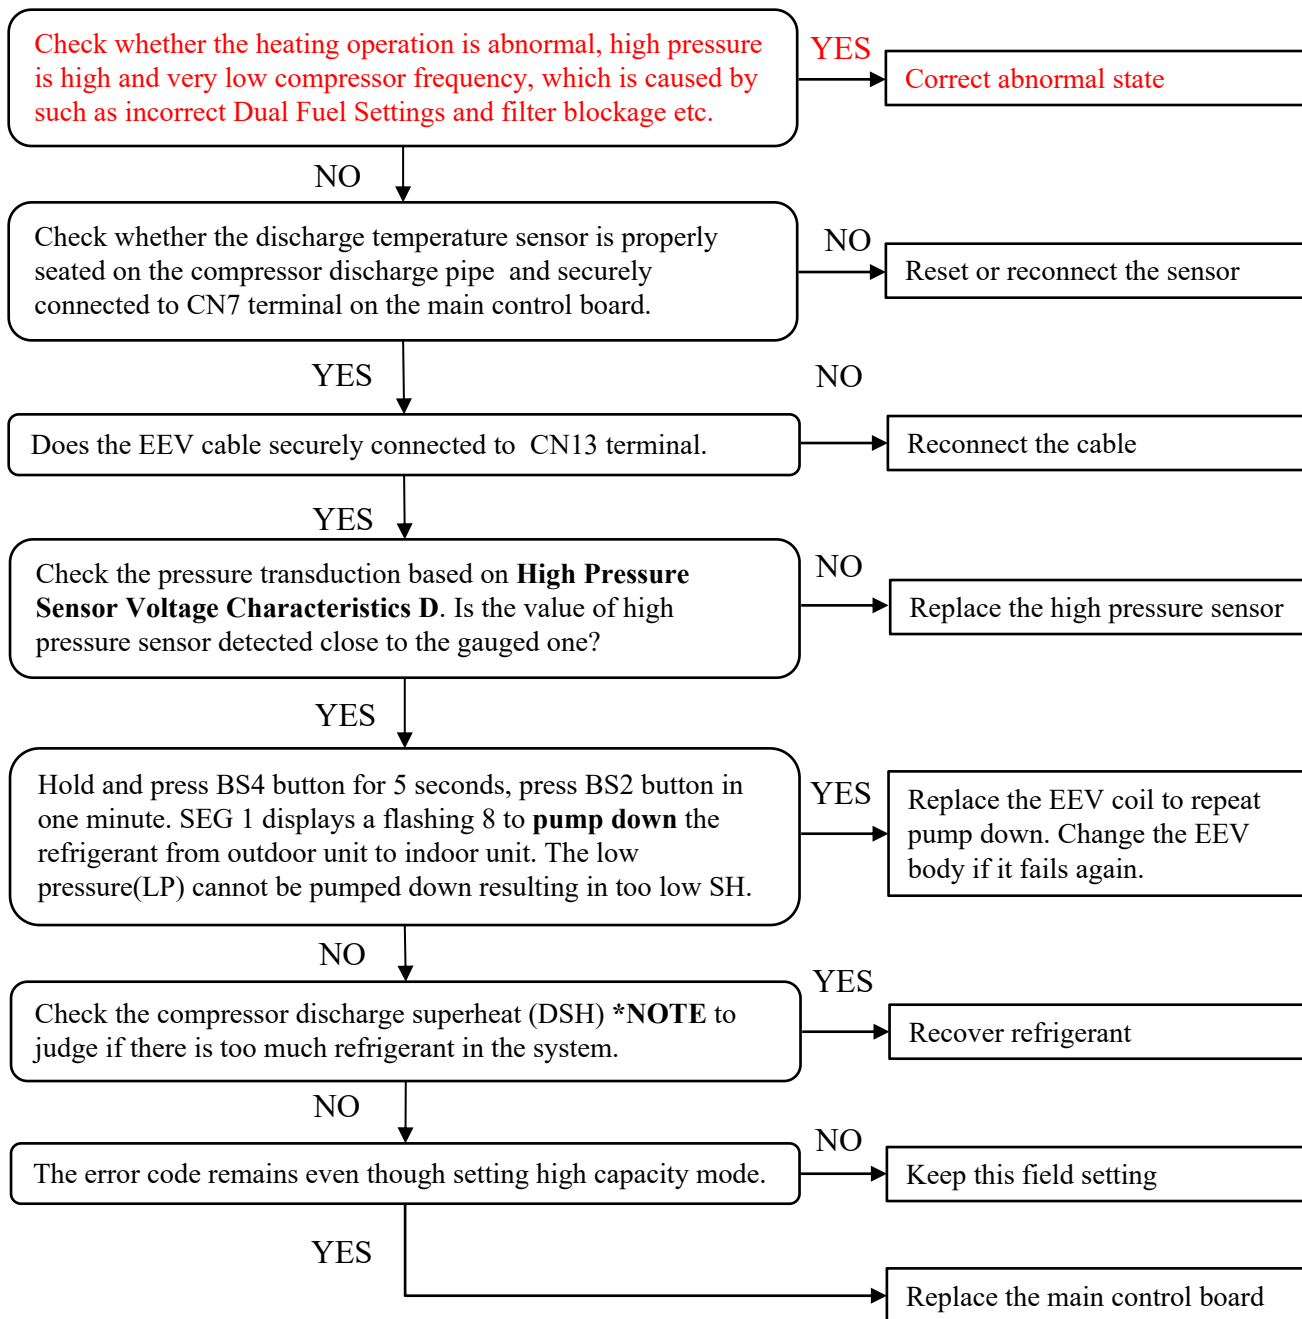 Check whether the heating operation is abnormal, high pressure
is high and very low compressor frequency, which is caused by
such as incorrect Dual Fuel Settings and filter blockage etc.
YES
Correct abnormal state
NO
Check whether the discharge temperature sensor is properly
seated on the compressor discharge pipe and securely
connected to CN7 terminal on the main control board.
NO
Reset or reconnect the sensor
YES
NO
Does the EEV cable securely connected to CN13 terminal.
Reconnect the cable
YES
Check the pressure transduction based on High Pressure
Sensor Voltage Characteristics D. Is the value of high
pressure sensor detected close to the gauged one?
NO
Replace the high pressure sensor
YES
Hold and press BS4 button for 5 seconds, press BS2 button in
one minute. SEG 1 displays a flashing 8 to pump down the
refrigerant from outdoor unit to indoor unit. The low
pressure(LP) cannot be pumped down resulting in too low SH.
YES
Replace the EEV coil to repeat
pump down. Change the EEV
body if it fails again.
NO
Check the compressor discharge superheat (DSH) *NOTE to
judge if there is too much refrigerant in the system.
YES
Recover refrigerant
NO
The error code remains even though setting high capacity mode.
NO
Keep this field setting
YES
Replace the main control board